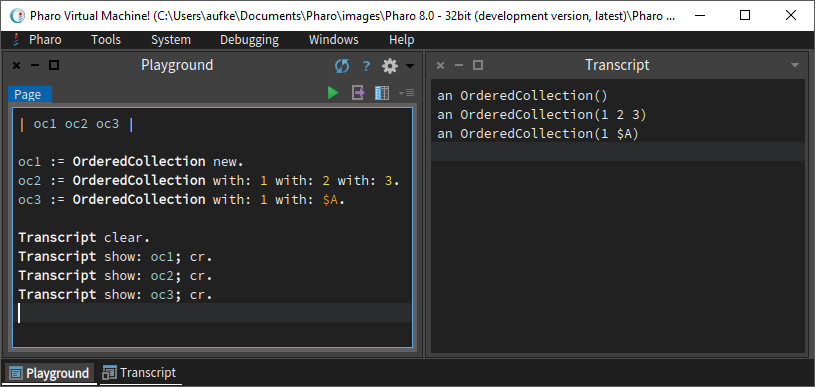 Pharo Virtual Machine! (C:\Users\aufke\Documents\Pharo\images\Pharo 8.0 - 32bit (development version, latest)\Pharo ...
Pharo Tools System Debugging Windows Help
Playground
?
Page
| oc1 oc2 oc3 |
oc1 := OrderedCollection new.
oc2 := OrderedCollection with: 1 with: 2 with: 3.
oc3 := OrderedCollection with: 1 with: $A.
Transcript clear.
Transcript show: oc1; cr.
Transcript show: oc2; cr.
Transcript show: oc3; cr.
Transcript
an OrderedCollection()
an OrderedCollection(1 2 3)
an OrderedCollection(1 $A)
Playground Transcript